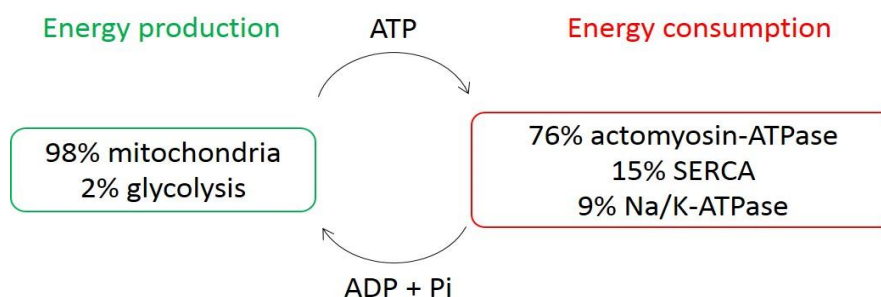 Energy production
ATP
Energy consumption
98% mitochondria
2% glycolysis
76% actomyosin-ATPase
15% SERCA
9% Na/K-ATPase
ADP + Pi